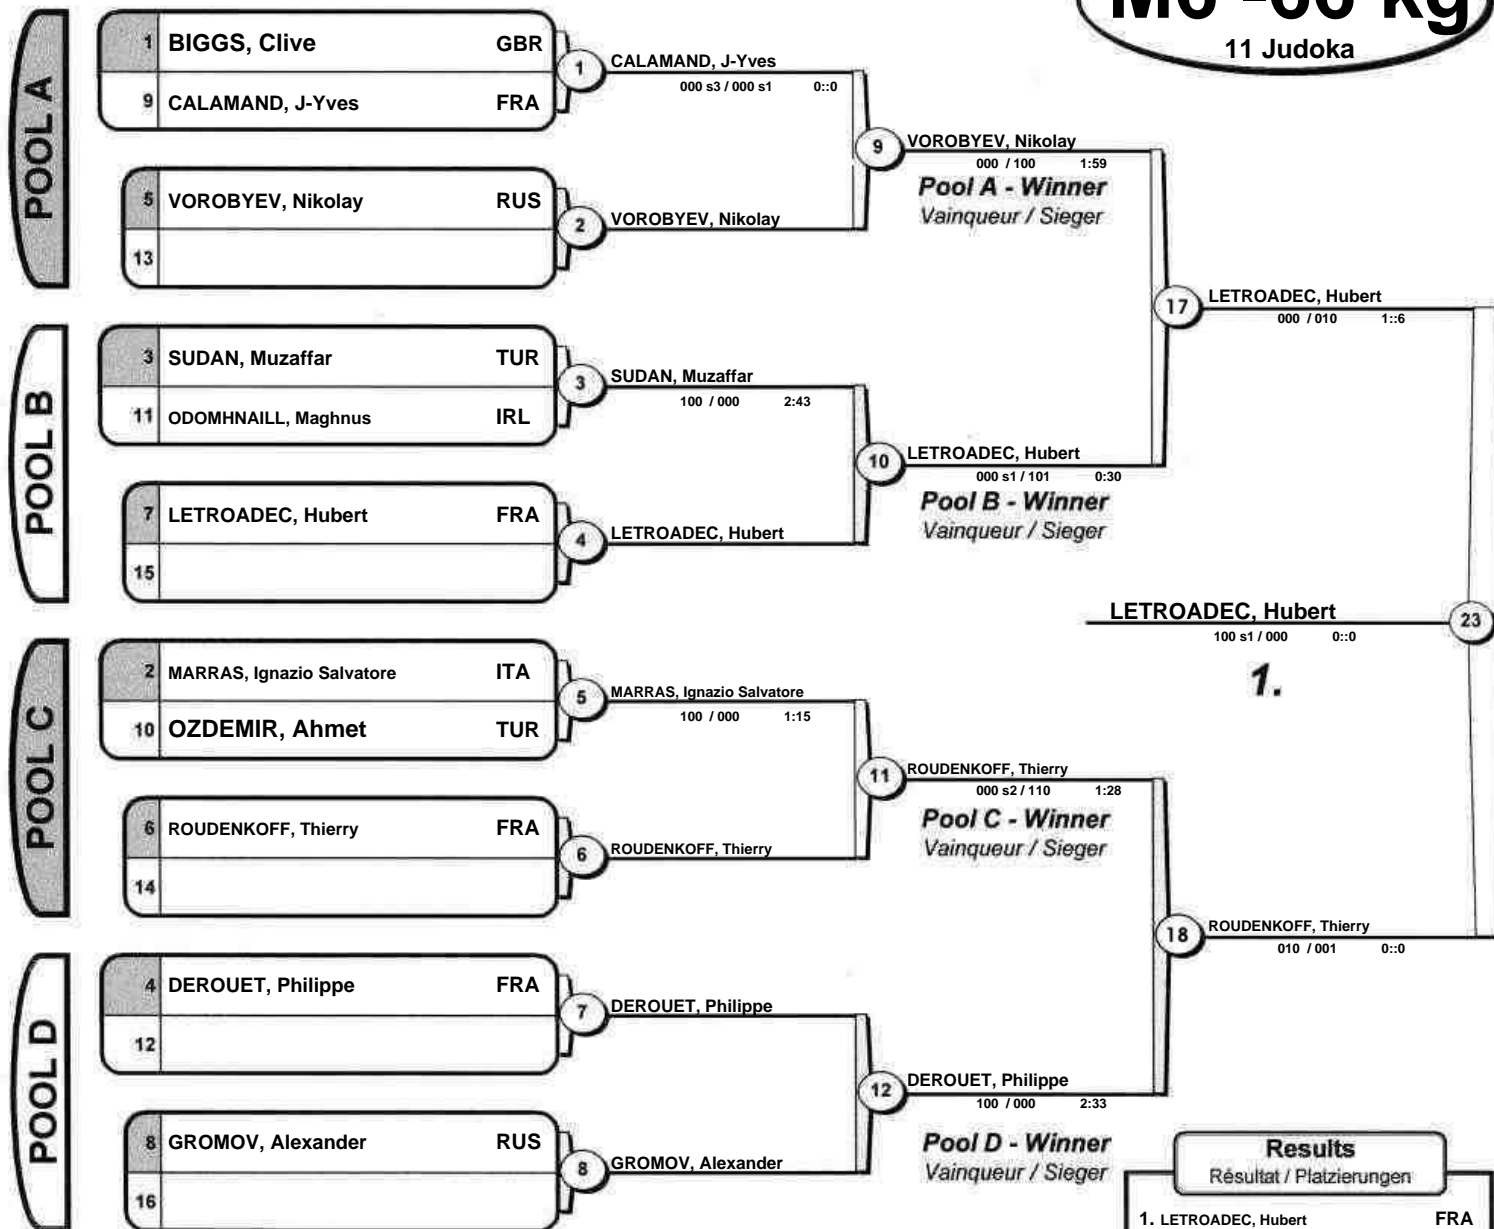 M6 -66 kg
11 Judoka
POOL A
1 BIGGS, Clive GBR
9 CALAMAND, J-Yves FRA
1
CALAMAND, J-Yves
000 s3 / 000 s1 0::0
5 VOROBYEV, Nikolay RUS
13
2
VOROBYEV, Nikolay
9
VOROBYEV, Nikolay
000 / 100 1:59
Pool A - Winner
Vainqueur / Sieger
POOL B
3 SUDAN, Muzaffar TUR
11 ODOMHNAILL, Maghnus IRL
3
SUDAN, Muzaffar
100 / 000 2:43
7 LETROADEC, Hubert FRA
15
4
LETROADEC, Hubert
10
LETROADEC, Hubert
000 s1 / 101 0:30
Pool B - Winner
Vainqueur / Sieger
17
LETROADEC, Hubert
000 / 010 1::6
POOL C
2 MARRAS, Ignazio Salvatore ITA
10 OZDEMIR, Ahmet TUR
5
MARRAS, Ignazio Salvatore
100 / 000 1:15
6 ROUDENKOFF, Thierry FRA
14
6
ROUDENKOFF, Thierry
11
ROUDENKOFF, Thierry
000 s2 / 110 1:28
Pool C - Winner
Vainqueur / Sieger
LETROADEC, Hubert
100 s1 / 000 0::0
23
1.
POOL D
4 DEROUET, Philippe FRA
12
7
DEROUET, Philippe
8 GROMOV, Alexander RUS
16
8
GROMOV, Alexander
12
DEROUET, Philippe
100 / 000 2:33
Pool D - Winner
Vainqueur / Sieger
18
ROUDENKOFF, Thierry
010 / 001 0::0
Results
Résultat / Platzierungen
1. LETROADEC, Hubert FRA